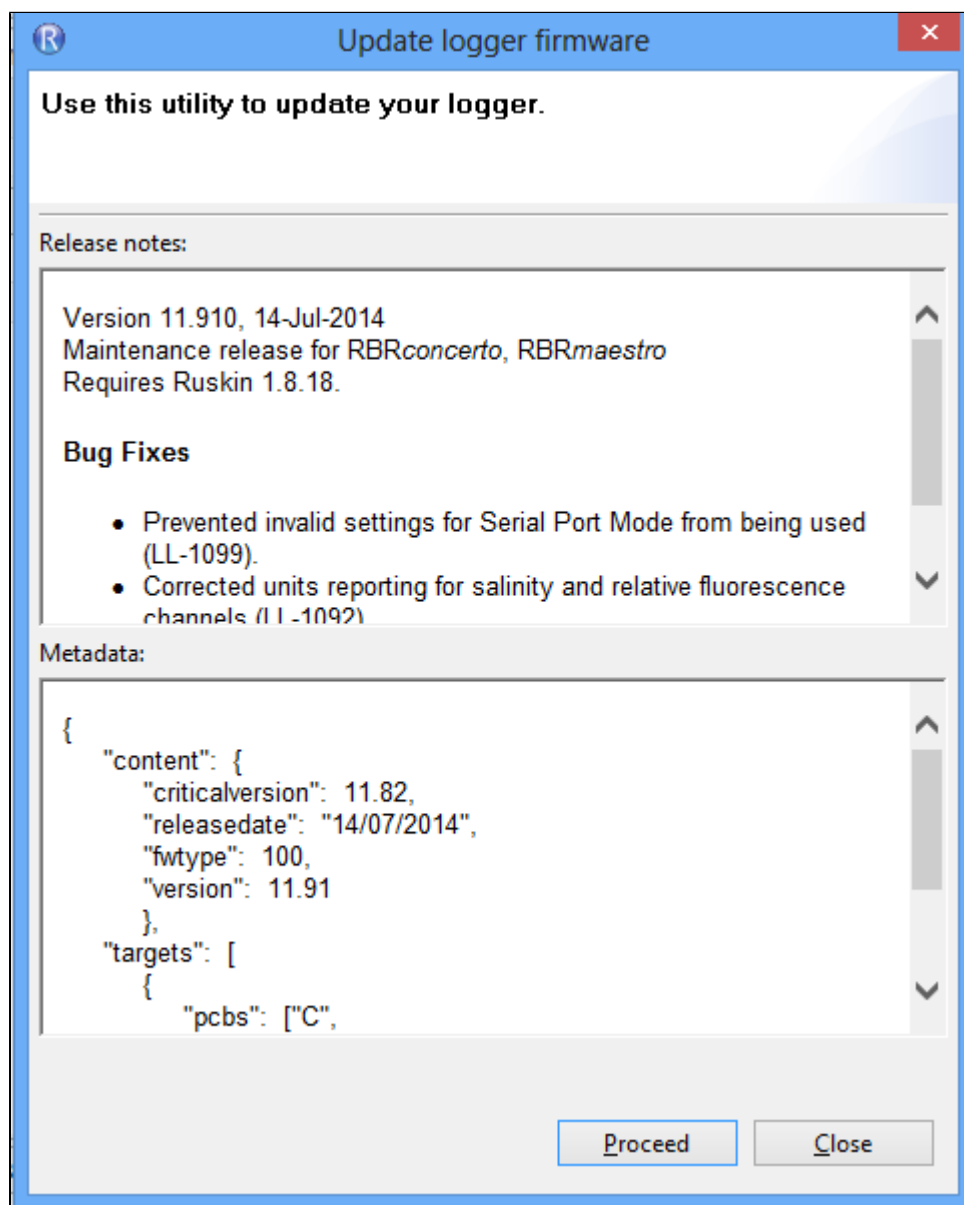 R
Update logger firmware
Use this utility to update your logger.
Release notes:
Version 11.910, 14-Jul-2014
Maintenance release for RBRconcerto, RBRmaestro
Requires Ruskin 1.8.18.
Bug Fixes
• Prevented invalid settings for Serial Port Mode from being used
(LL-1099).
• Corrected units reporting for salinity and relative fluorescence
channels (LL-1092)
Metadata:
{
"content": {
"criticalversion": 11.82,
"releasedate": "14/07/2014",
"fwtype": 100,
"version": 11.91
},
"targets": [
{
"pcbs": ["C",
Proceed
Close